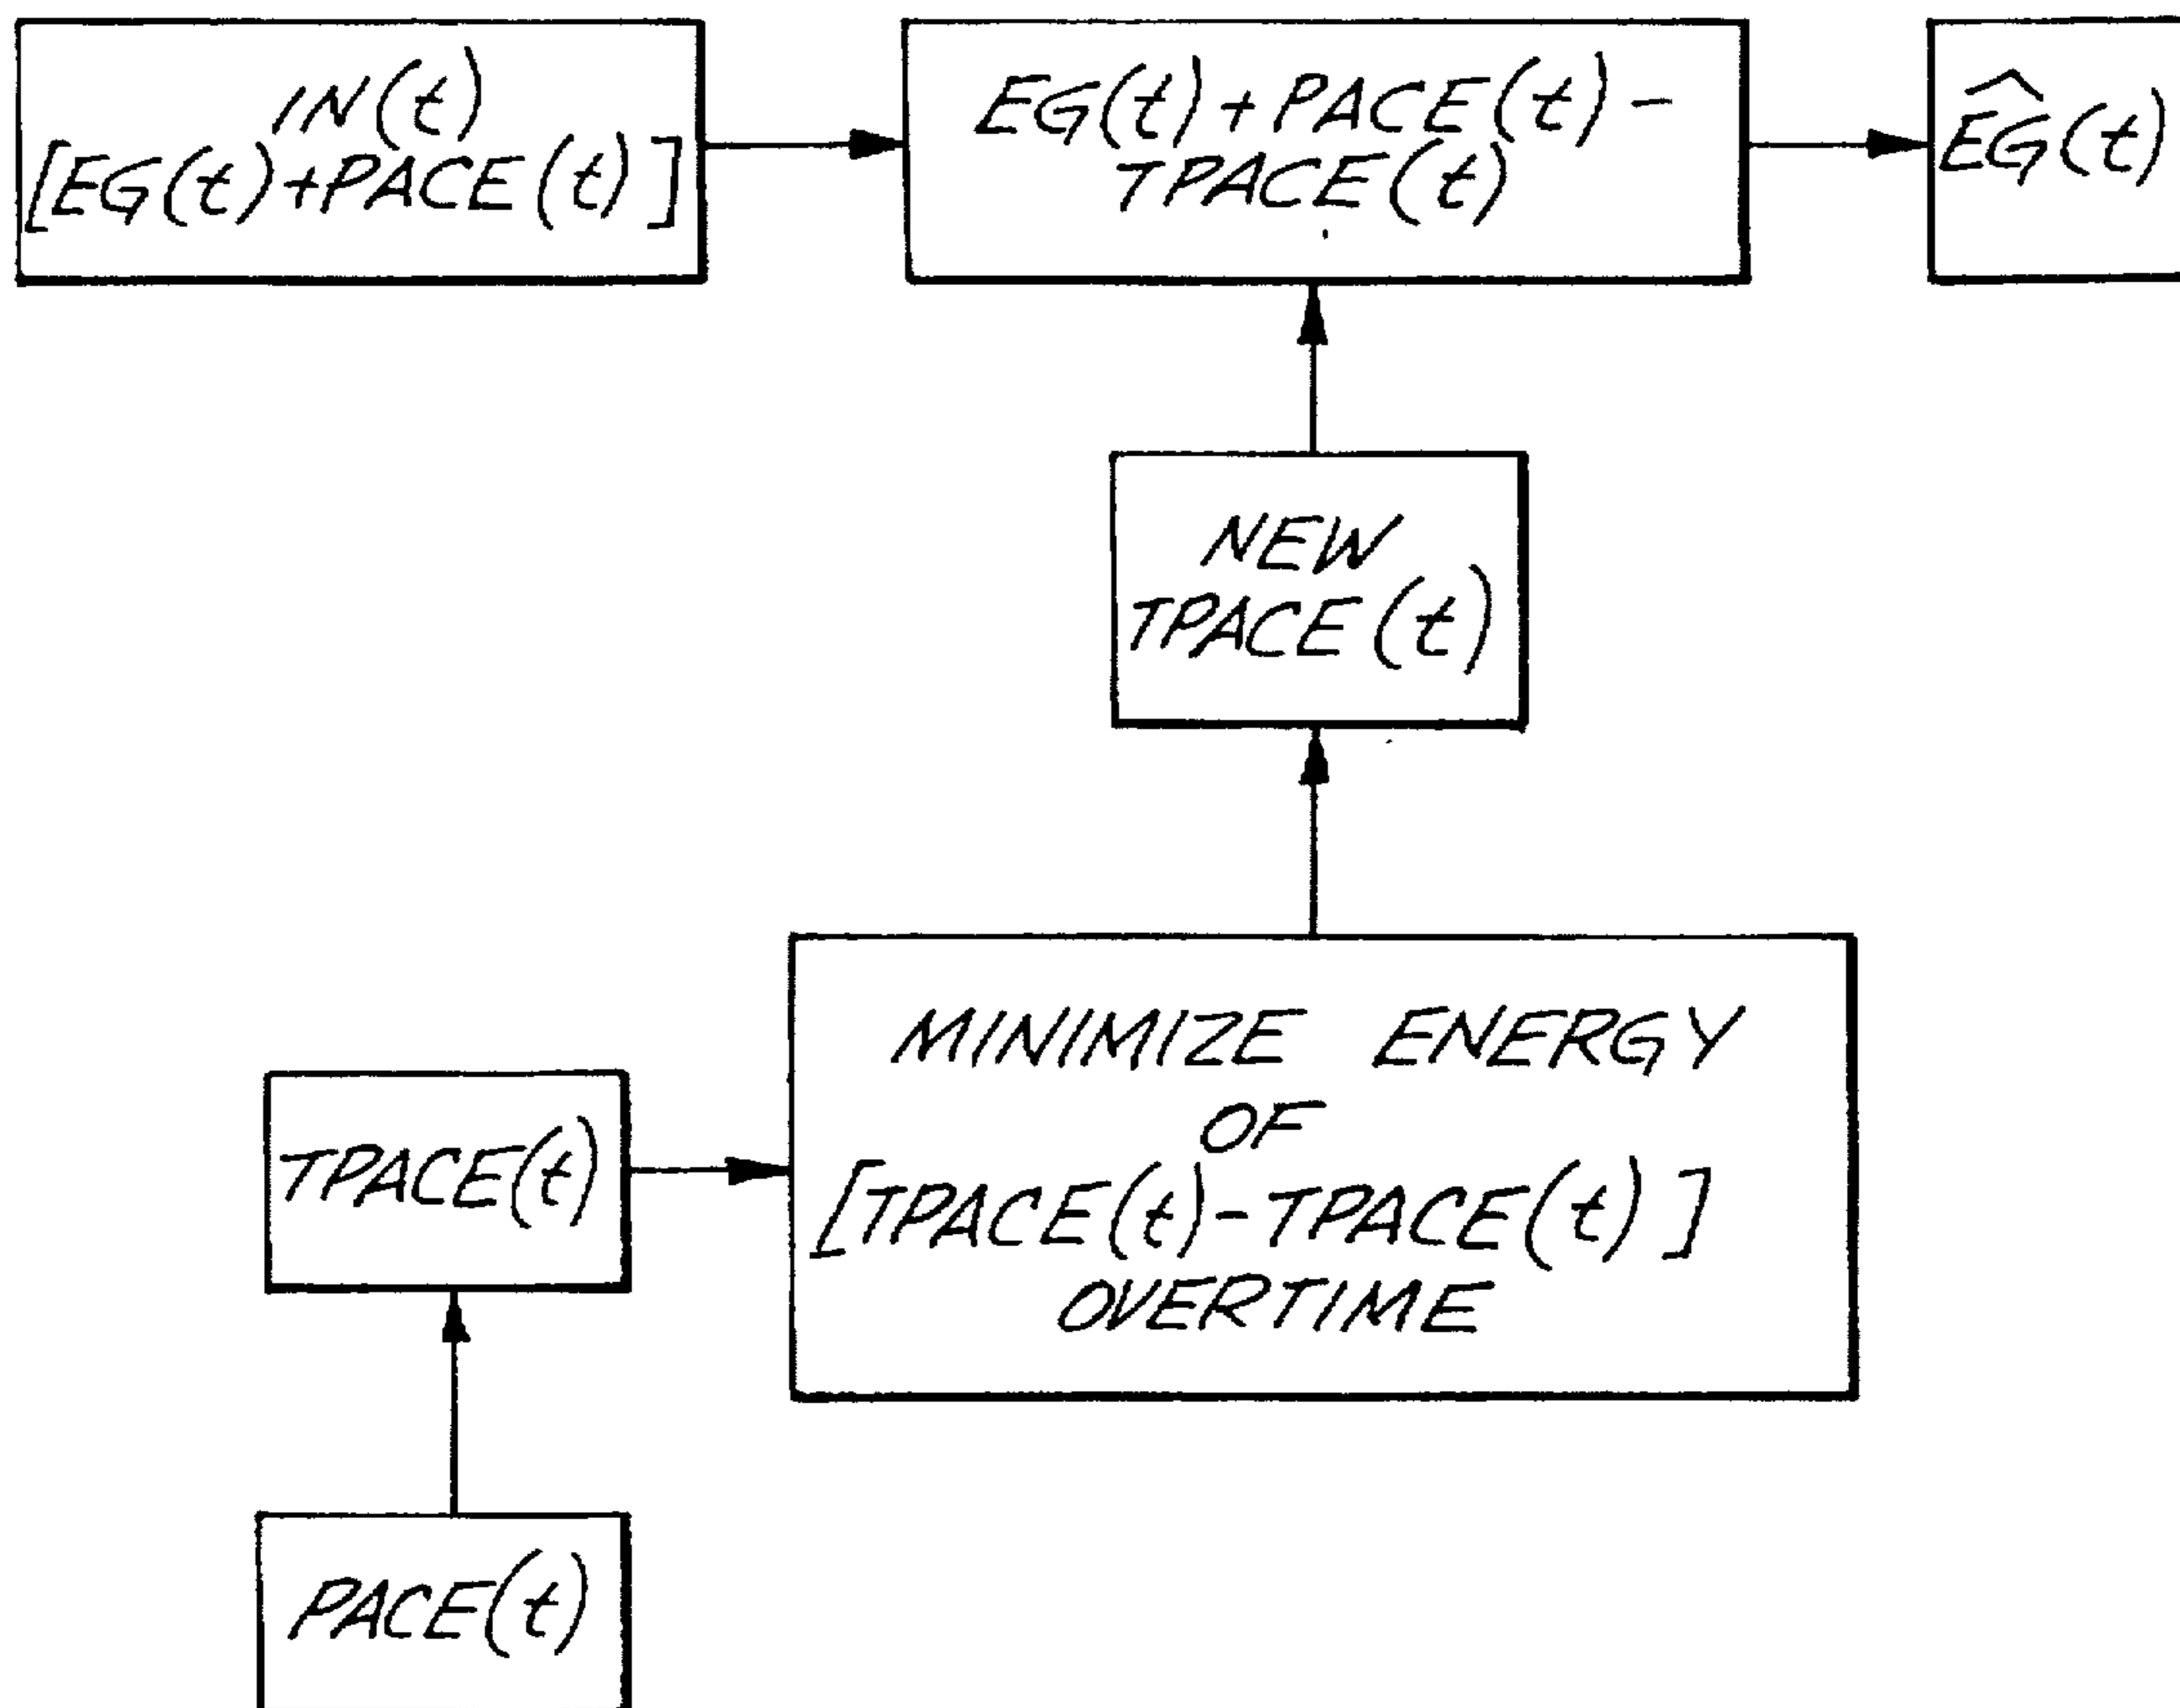 IN(t)
[EG(t)+PACE(t)]
EG(t)+PACE(t)-
TPACE(t)
ÊG(t)
NEW
TPACE(t)
MINIMIZE ENERGY
OF
[TPACE(t)-TPACE(t)]
OVERTIME
TPACE(t)
PACE(t)